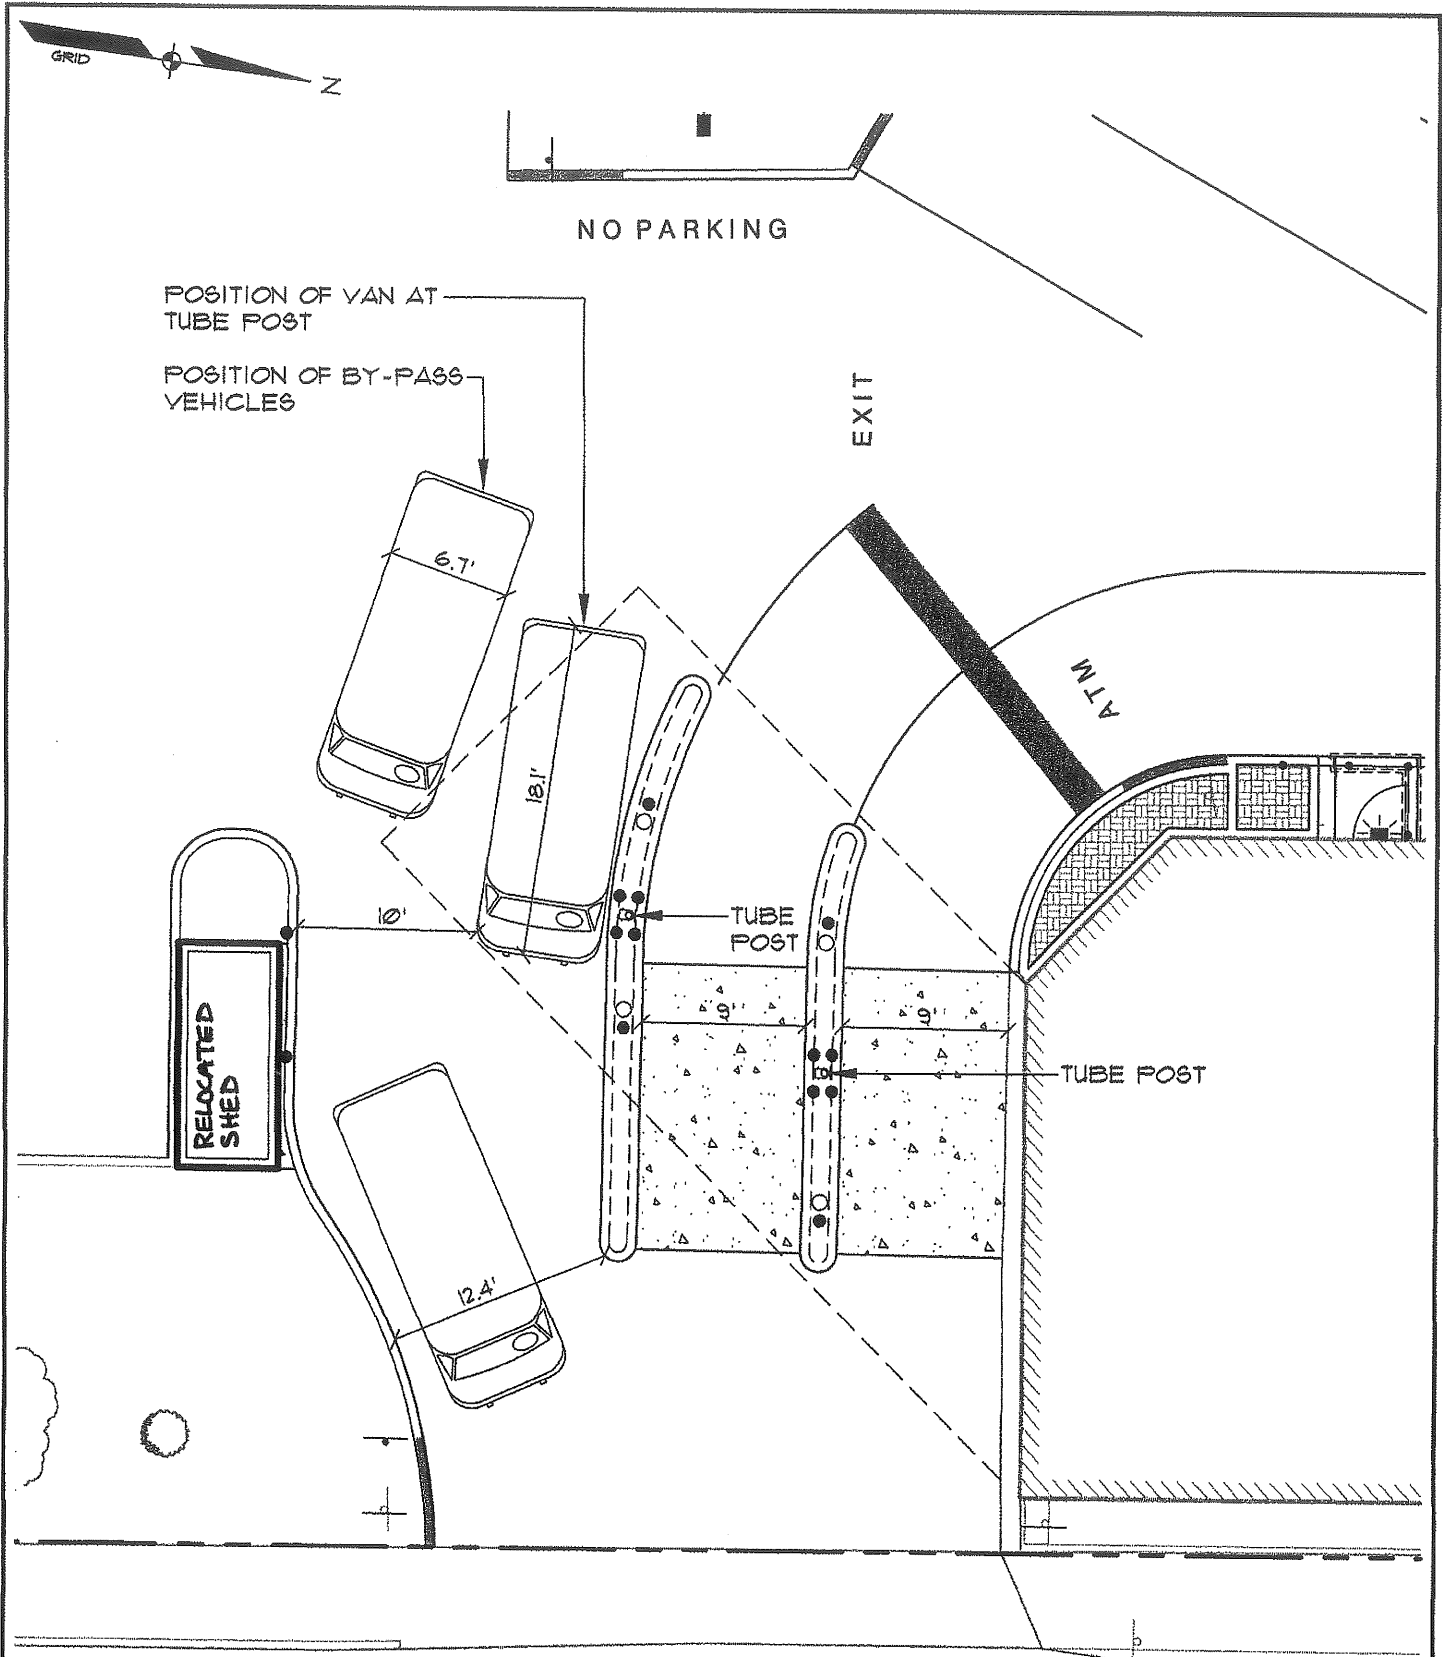 GRID
N
NO PARKING
POSITION OF VAN AT
TUBE POST
POSITION OF BY-PASS
VEHICLES
EXIT
6.7'
ATM
18.1'
10'
TUBE
POST
9'
9'
RELOCATED
SHED
TUBE POST
12.4'